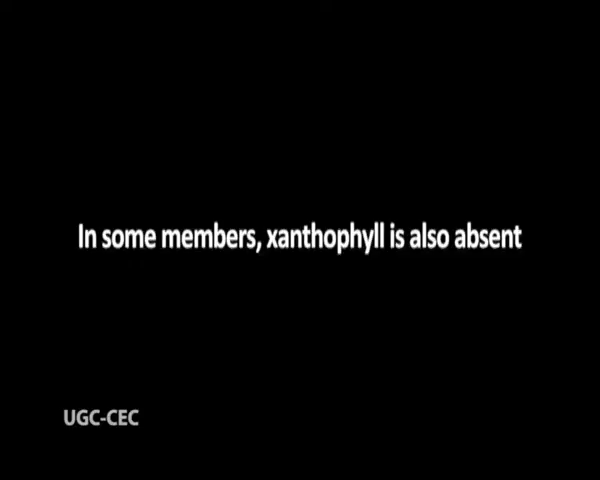 In some members, xanthophyll is also absent
UGC-CEC